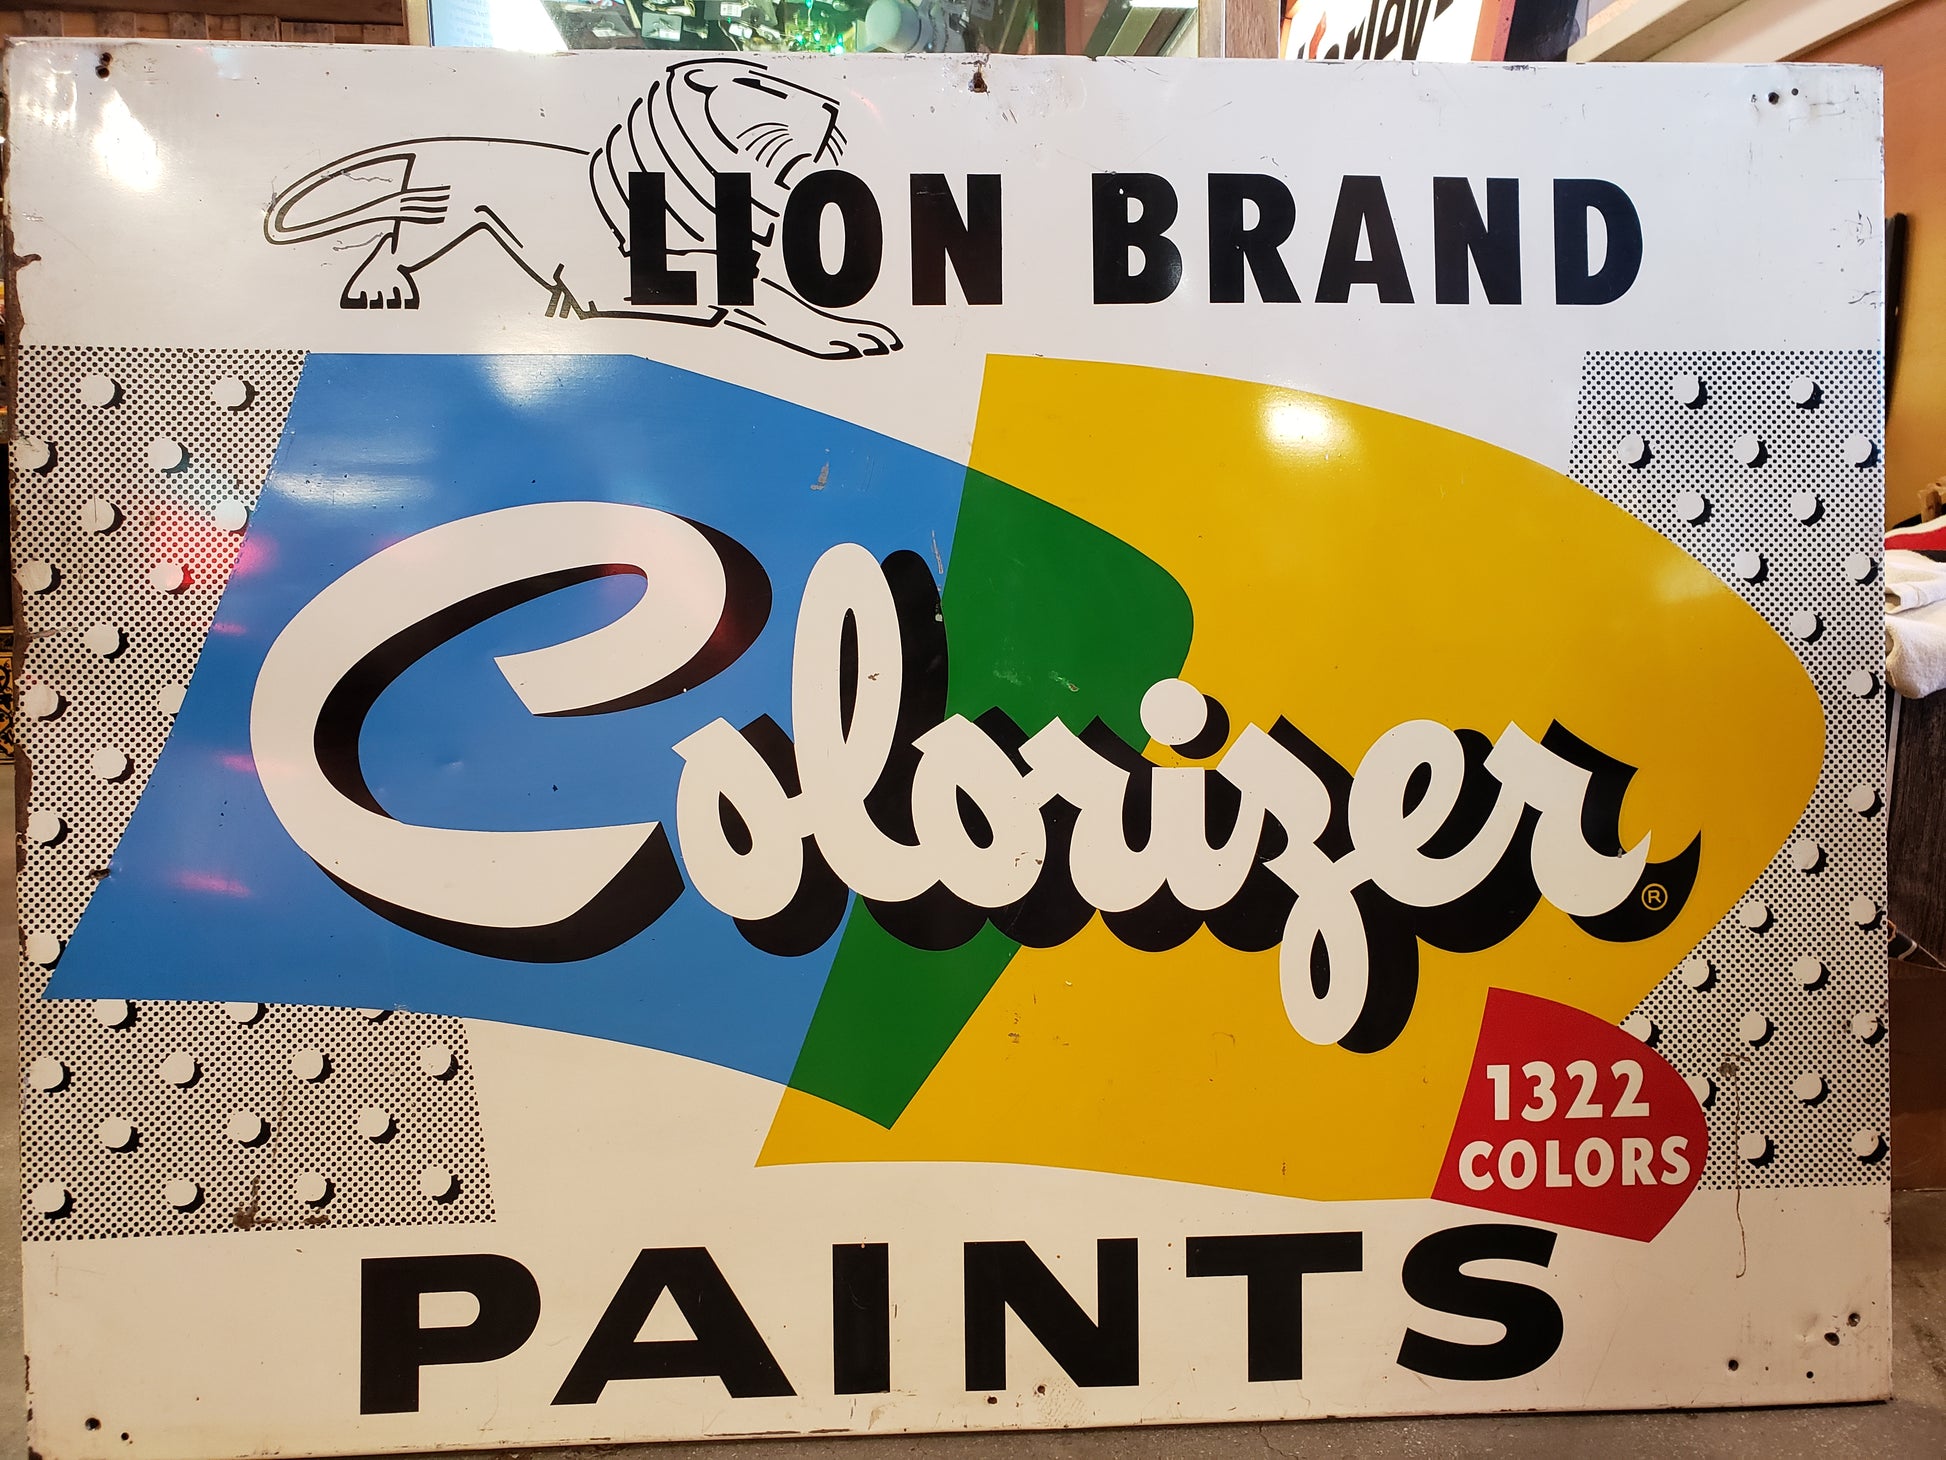 LION BRAND
Colorizer®
1322
COLORS
PAINTS